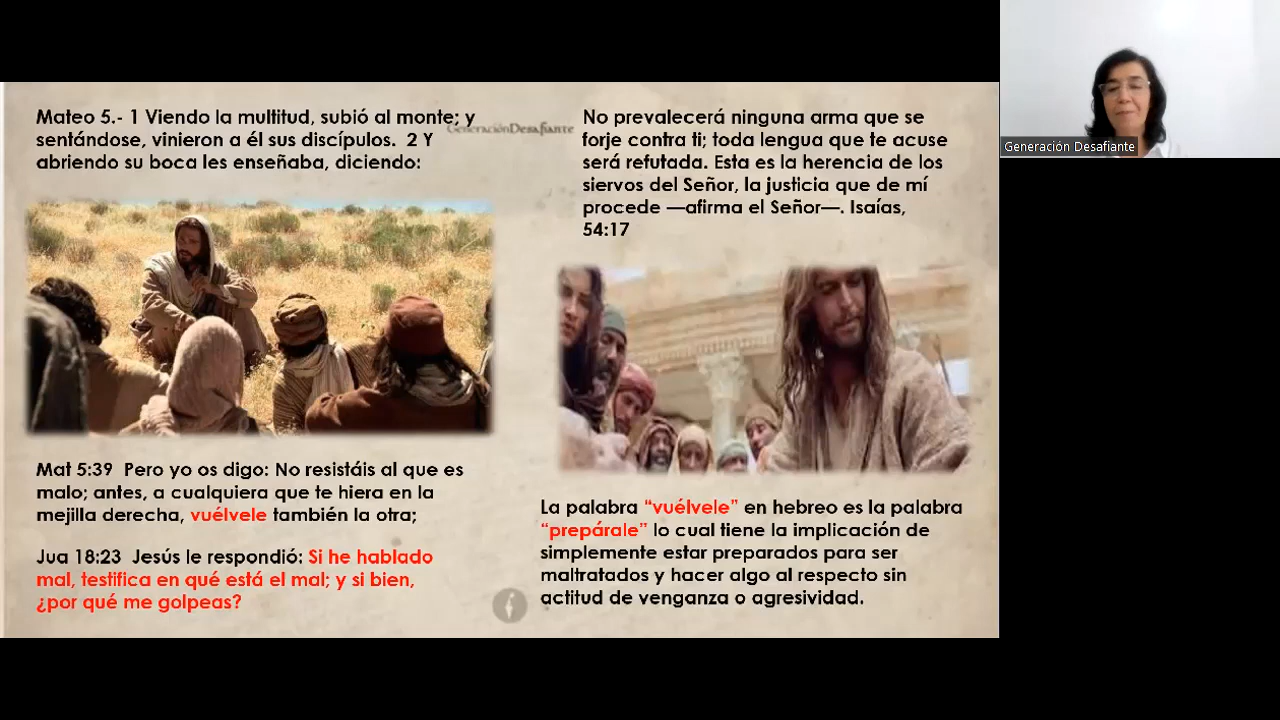 Mateo 5.- 1 Viendo la multitud, subió al monte; y
sentándose, vinieron a él sus discípulos.  2 Y
abriendo su boca les enseñaba, diciendo:
GeneraciónDesafiante
Mat 5:39  Pero yo os digo: No resistáis al que es
malo; antes, a cualquiera que te hiera en la
mejilla derecha, vuélvele también la otra;
Jua 18:23  Jesús le respondió: Si he hablado
mal, testifica en qué está el mal; y si bien,
¿por qué me golpeas?
No prevalecerá ninguna arma que se
forje contra ti; toda lengua que te acuse
será refutada. Esta es la herencia de los
siervos del Señor, la justicia que de mí
procede —afirma el Señor—. Isaías,
54:17
La palabra “vuélvele” en hebreo es la palabra
“prepárale” lo cual tiene la implicación de
simplemente estar preparados para ser
maltratados y hacer algo al respecto sin
actitud de venganza o agresividad.
Generación Desafiante